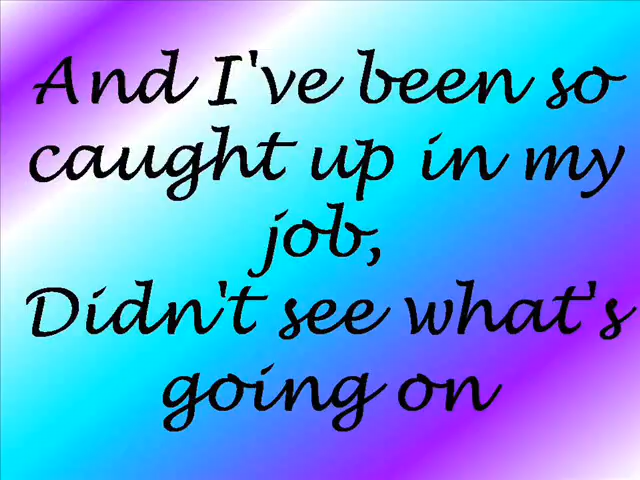 And I've been so
caught up in my
job,
Didn't see what's
going on